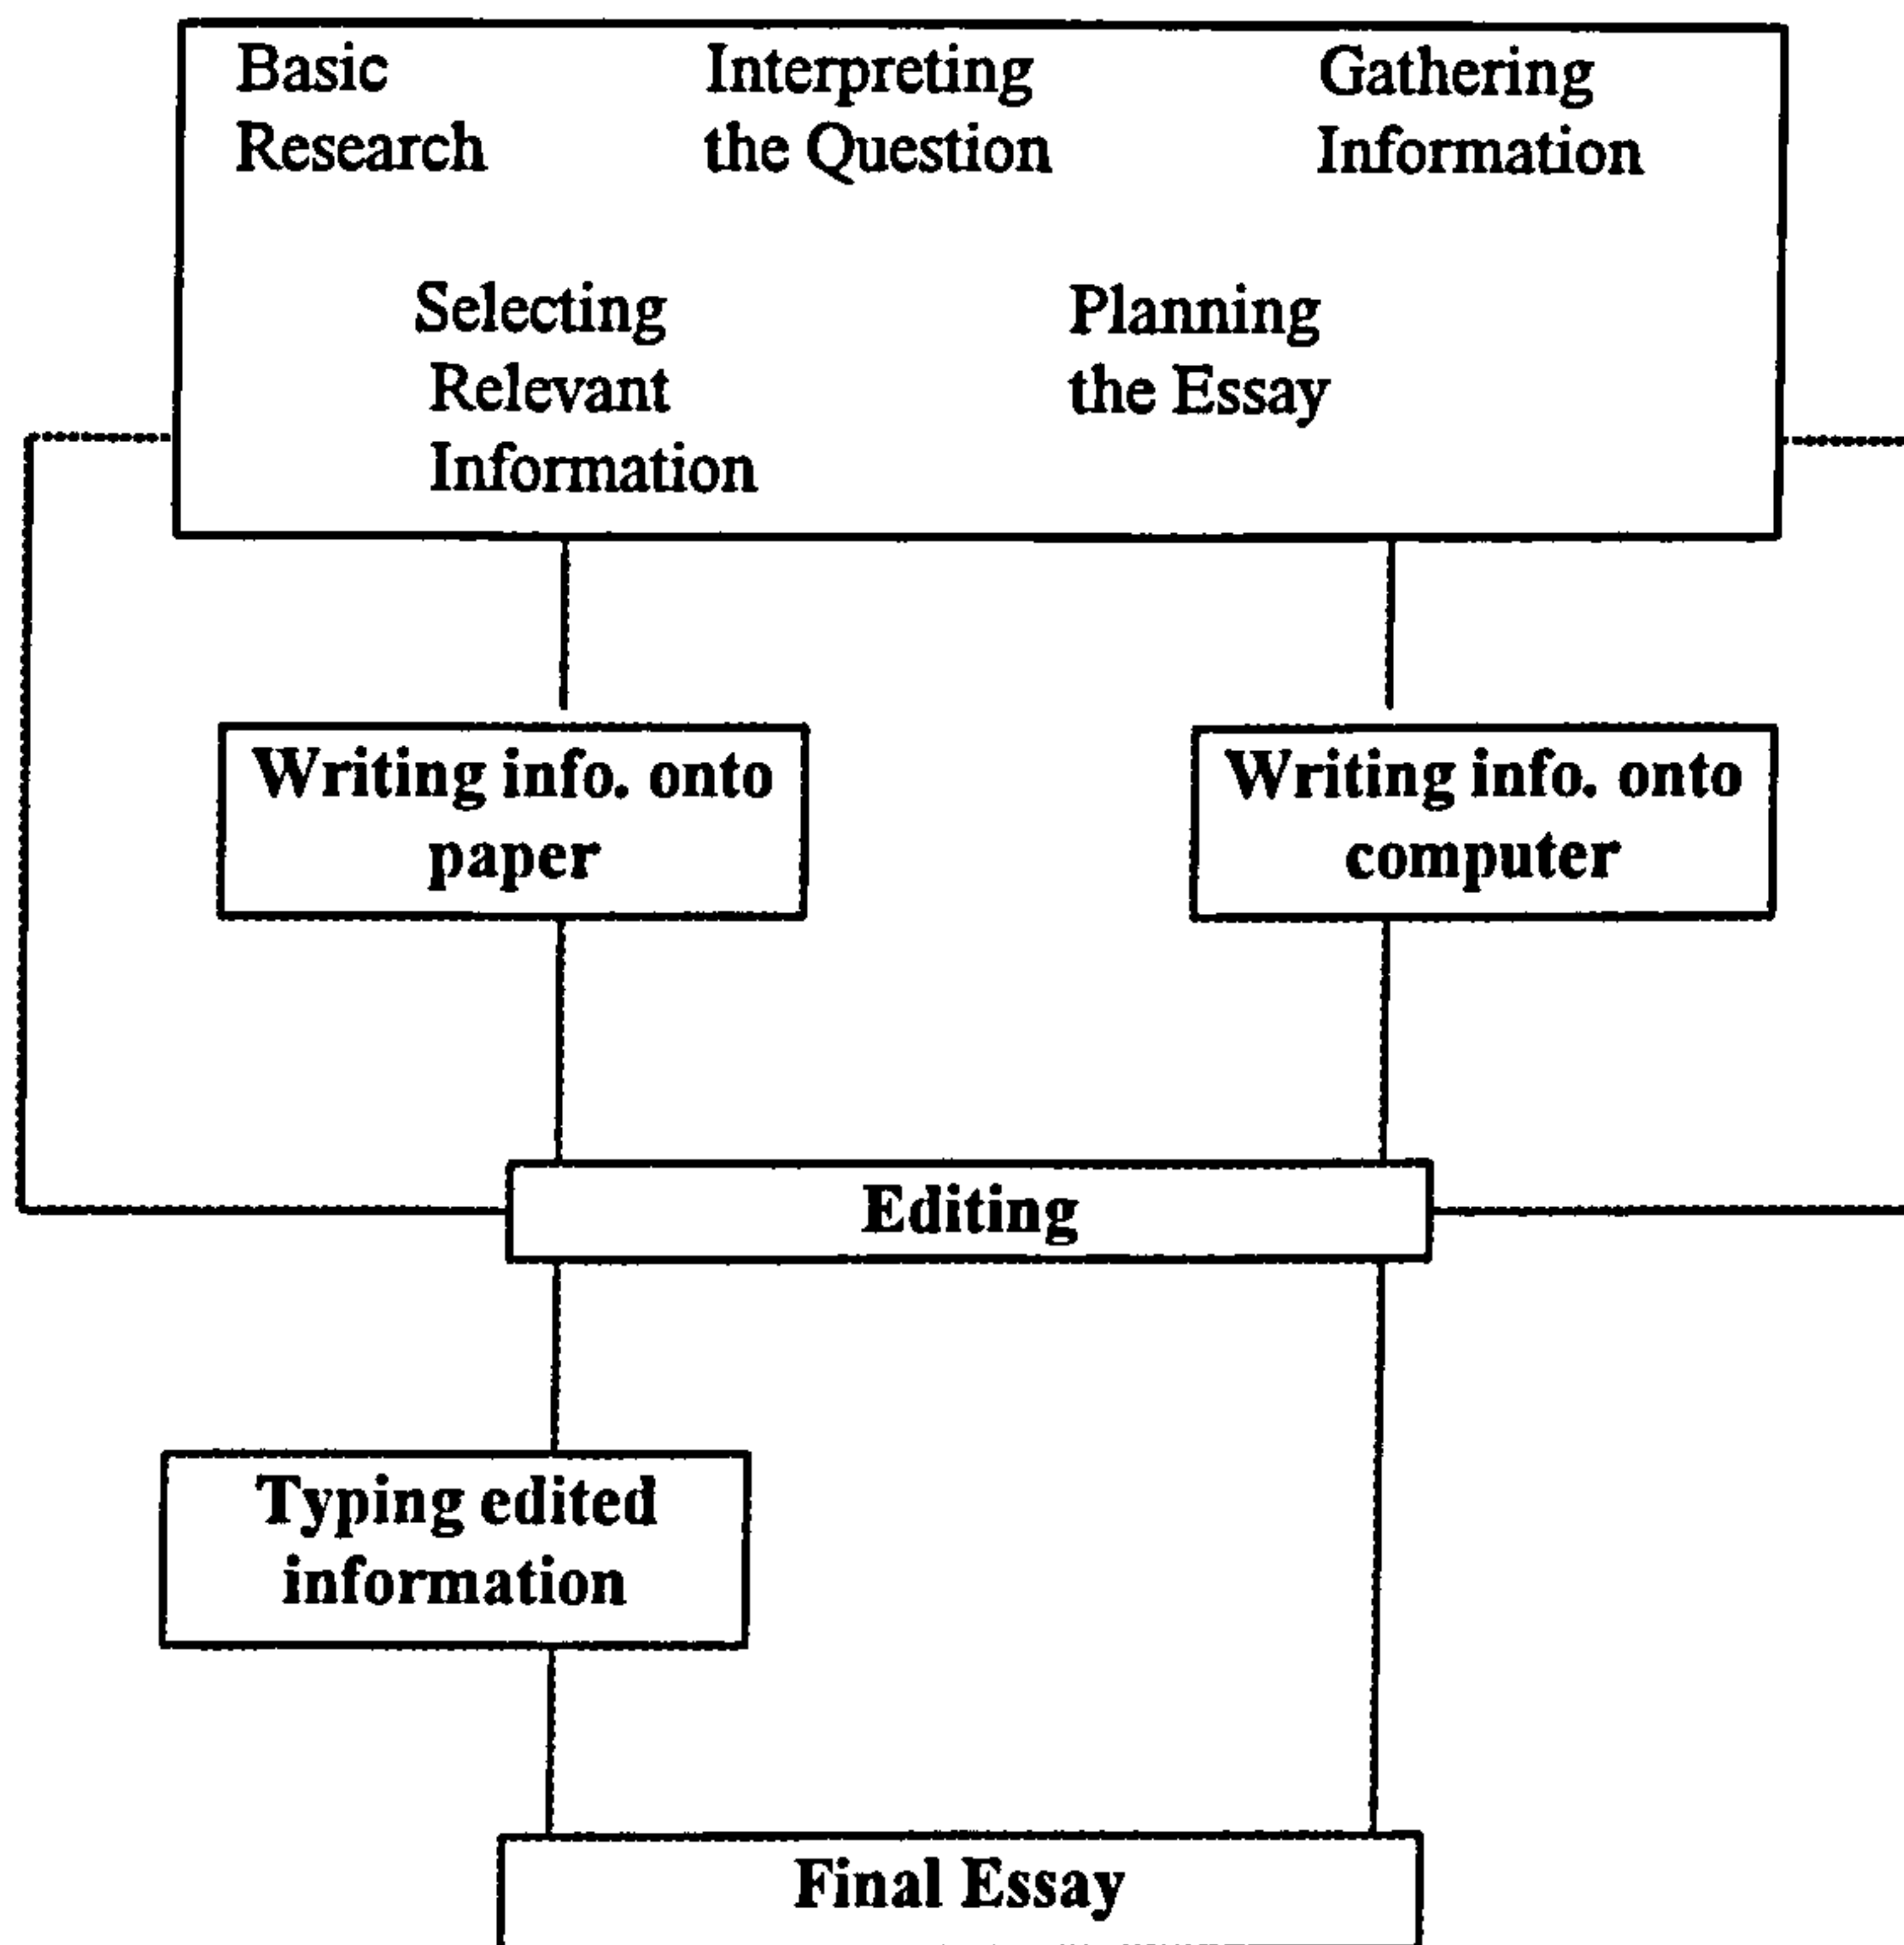 Basic
Research
Interpreting
the Question
Gathering
Information
Selecting
Relevant
Information
Planning
the Essay
Writing info. onto
paper
Writing info. onto
computer
Editing
Typing edited
information
Final Essay